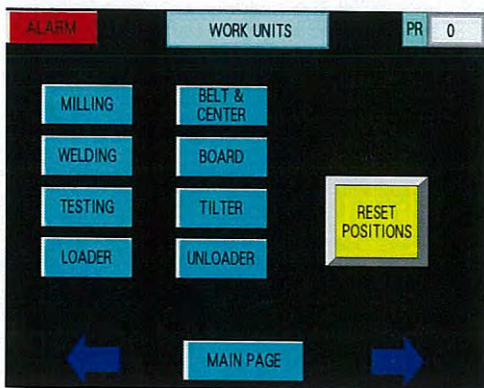 ALARM
WORK UNITS
PR 0
MILLING
BELT &
CENTER
WELDING
BOARD
TESTING
TILTER
RESET
POSITIONS
LOADER
UNLOADER
MAIN PAGE